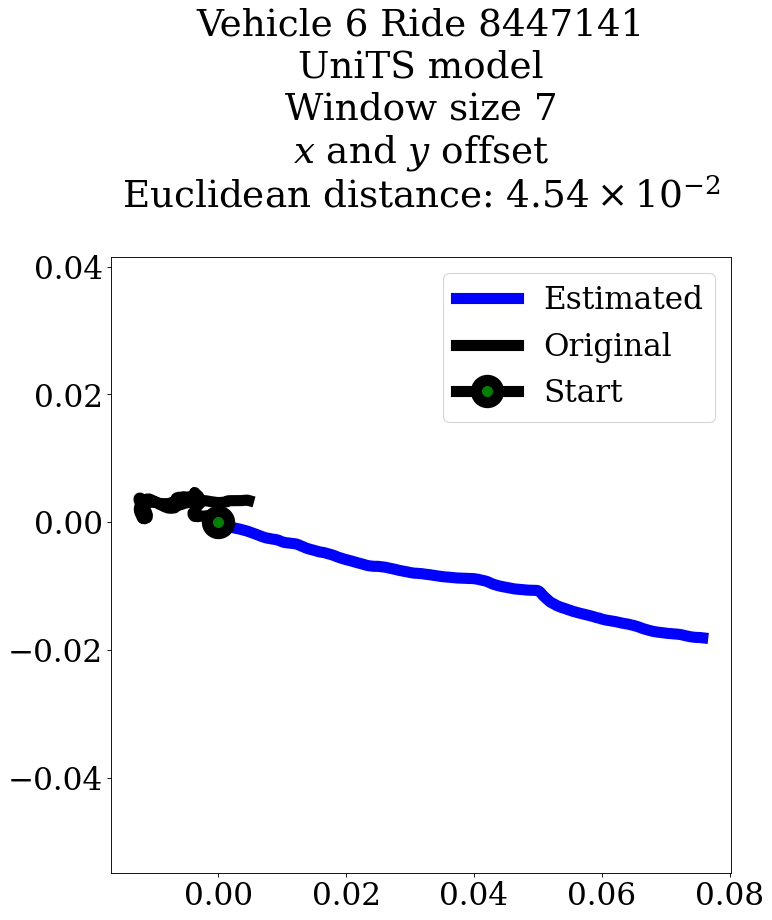 Vehicle 6 Ride 8447141
UniTS model
Window size 7
x and y offset
Euclidean distance: 4.54 × 10⁻²
Estimated
Original
Start
0.04
0.02
0.00
−0.02
−0.04
0.00 0.02 0.04 0.06 0.08